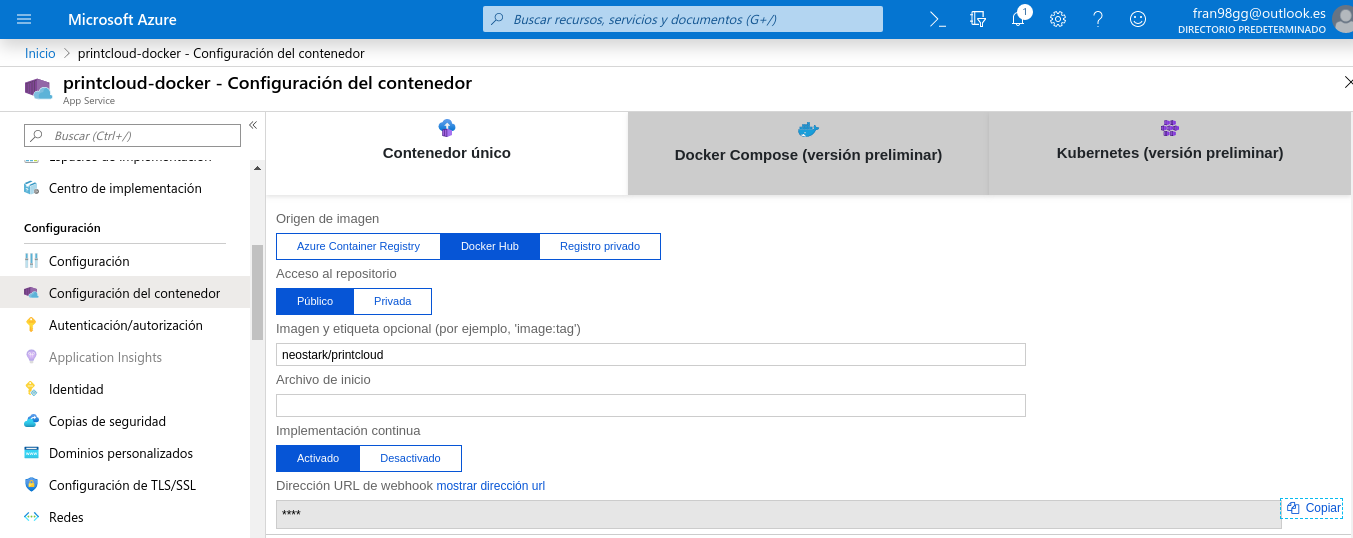 Microsoft Azure
Buscar recursos, servicios y documentos (G+/)
1
fran98gg@outlook.es
DIRECTORIO PREDETERMINADO
Inicio > printcloud-docker - Configuración del contenedor
printcloud-docker - Configuración del contenedor
App Service
Buscar (Ctrl+/)
Espacios de implementación
Centro de implementación
Configuración
Configuración
Configuración del contenedor
Autenticación/autorización
Application Insights
Identidad
Copias de seguridad
Dominios personalizados
Configuración de TLS/SSL
Redes
Contenedor único
Docker Compose (versión preliminar)
Kubernetes (versión preliminar)
Origen de imagen
Azure Container Registry
Docker Hub
Registro privado
Acceso al repositorio
Público
Privada
Imagen y etiqueta opcional (por ejemplo, 'image:tag')
neostark/printcloud
Archivo de inicio
Implementación continua
Activado
Desactivado
Dirección URL de webhook mostrar dirección url
****
Copiar